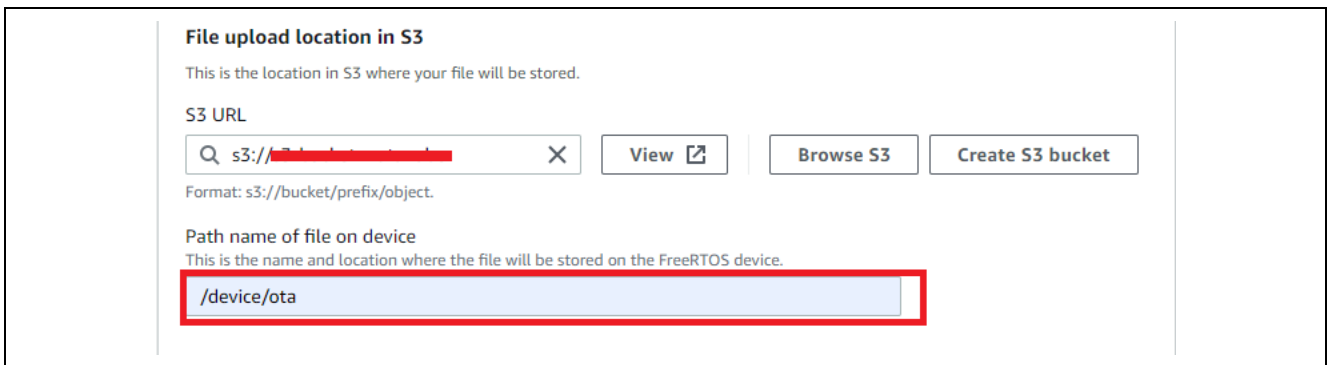 File upload location in S3
This is the location in S3 where your file will be stored.
S3 URL
s3:// View Browse S3 Create S3 bucket
Format: s3://bucket/prefix/object.
Path name of file on device
This is the name and location where the file will be stored on the FreeRTOS device.
/device/ota